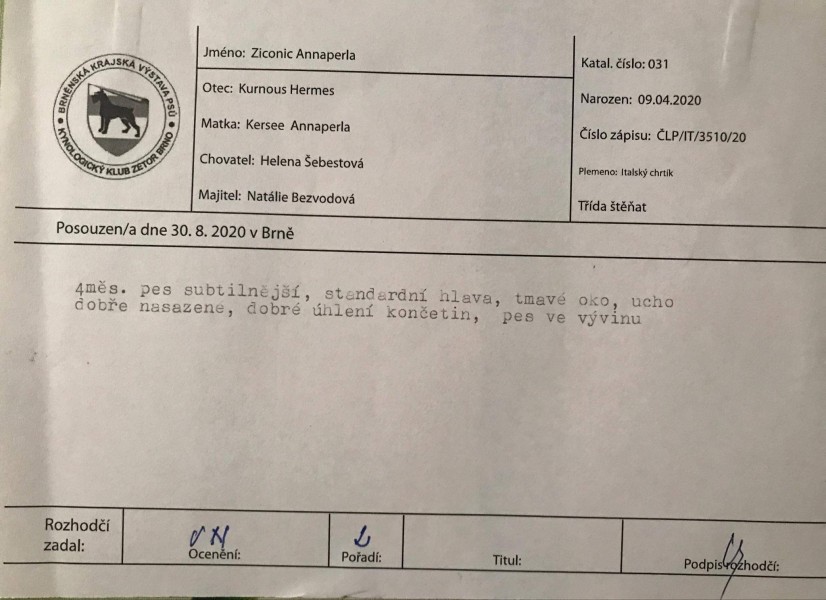 BRNĚNSKÁ KRAJSKÁ VÝSTAVA PSŮ
KYNOLOGICKÝ KLUB ZETOR BRNO
Jméno: Ziconic Annaperla
Otec: Kurnous Hermes
Matka: Kersee Annaperla
Chovatel: Helena Šebestová
Majitel: Natálie Bezvodová
Katal. číslo: 031
Narozen: 09.04.2020
Číslo zápisu: ČLP/IT/3510/20
Plemeno: Italský chrtík
Třída štěňat
Posouzen/a dne 30. 8. 2020 v Brně
4měs. pes subtilnější, standardní hlava, tmavé oko, ucho
dobře nasazene, dobré úhlení končetin, pes ve vývinu
Rozhodčí
zadal:
VN
Ocenění:
2
Pořadí:
Titul:
Podpis rozhodčí: